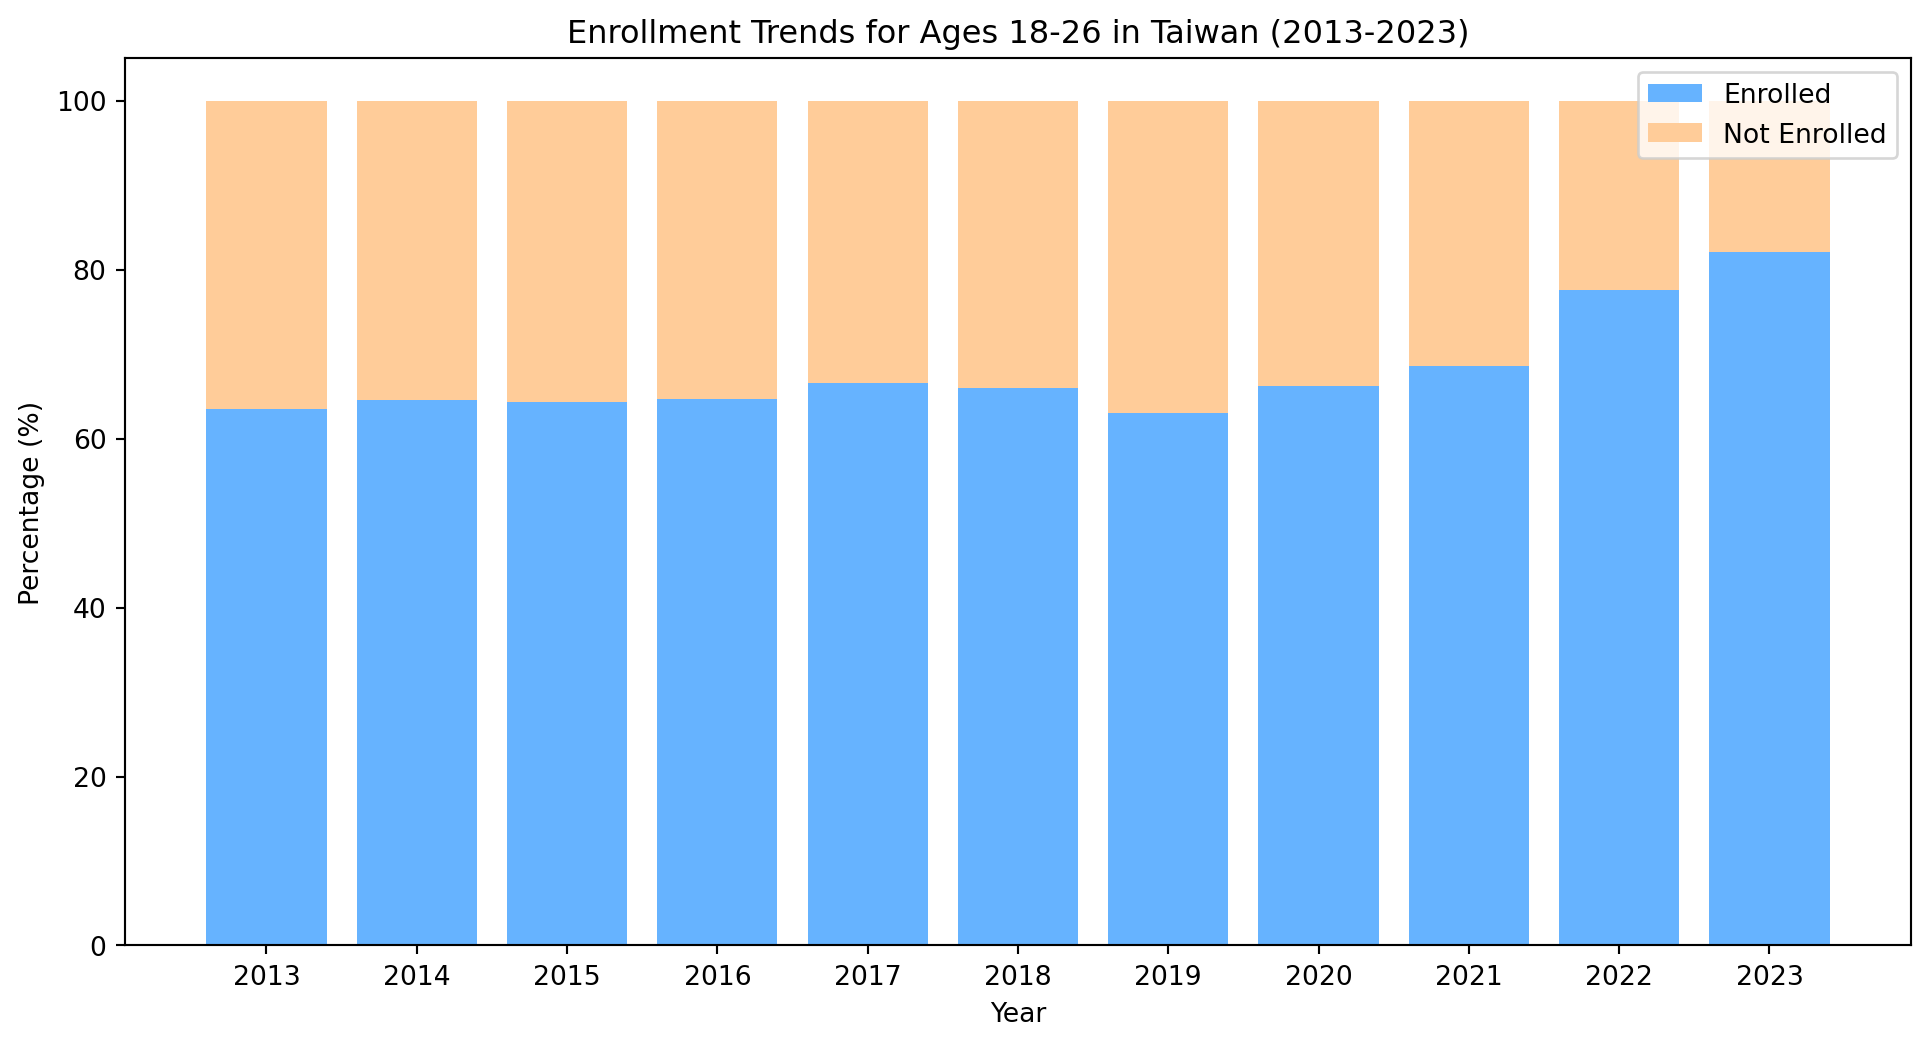 Enrollment Trends for Ages 18-26 in Taiwan (2013-2023)
Enrolled
Not Enrolled
Percentage (%)
100
80
60
40
20
0
2013 2014 2015 2016 2017 2018 2019 2020 2021 2022 2023
Year